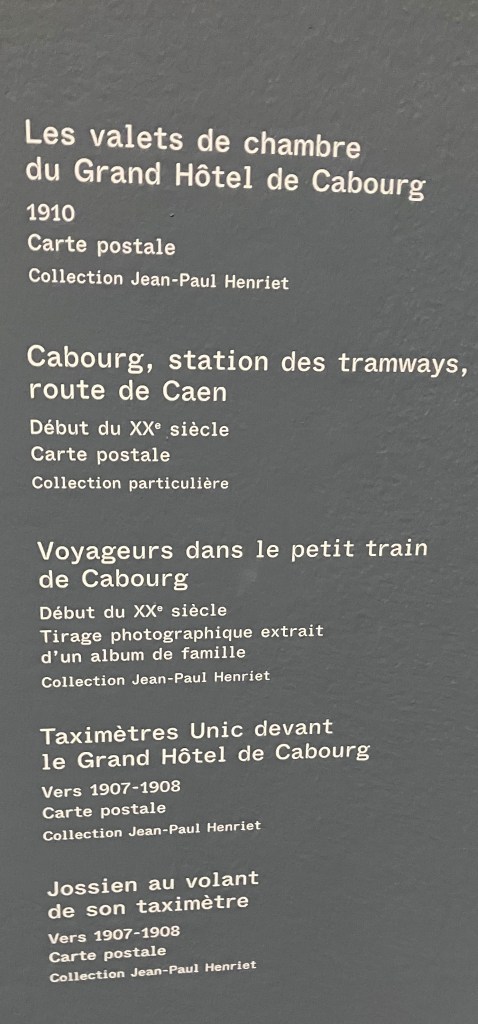 Les valets de chambre
du Grand Hôtel de Cabourg
1910
Carte postale
Collection Jean-Paul Henriet
Cabourg, station des tramways,
route de Caen
Début du XXᵉ siècle
Carte postale
Collection particulière
Voyageurs dans le petit train
de Cabourg
Début du XXᵉ siècle
Tirage photographique extrait
d'un album de famille
Collection Jean-Paul Henriet
Taximètres Unic devant
le Grand Hôtel de Cabourg
Vers 1907-1908
Carte postale
Collection Jean-Paul Henriet
Jossien au volant
de son taximètre
Vers 1907-1908
Carte postale
Collection Jean-Paul Henriet